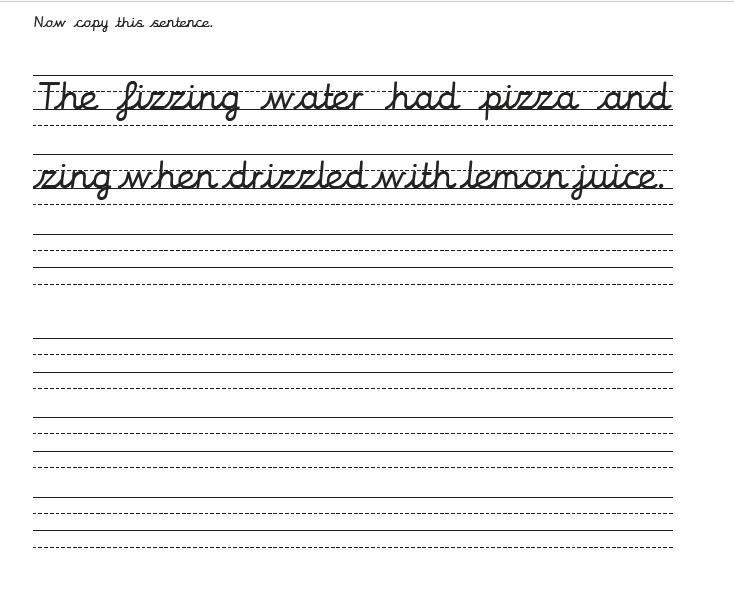 Now copy this sentence.
The fizzing water had pizza and
zing when drizzled with lemon juice.